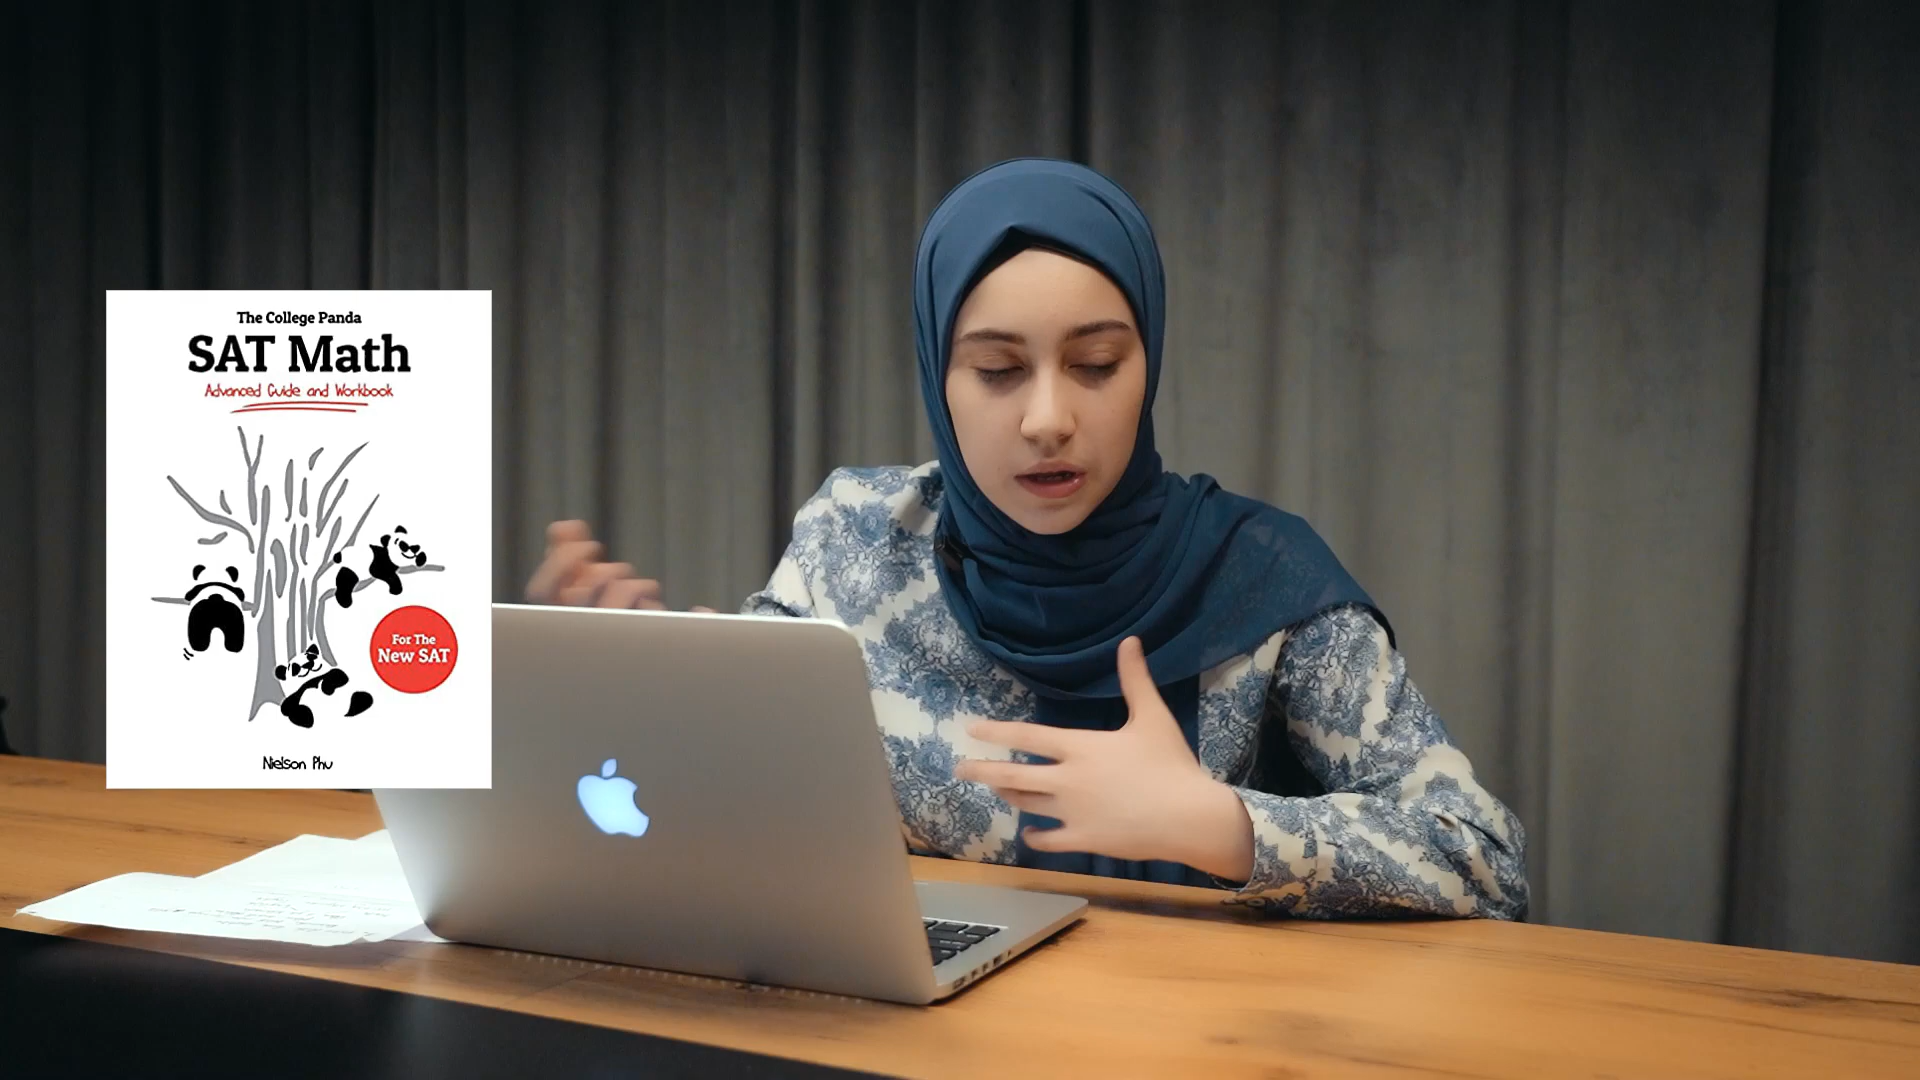 The College Panda
SAT Math
Advanced Guide and Workbook
For The
New SAT
Nielson Phu